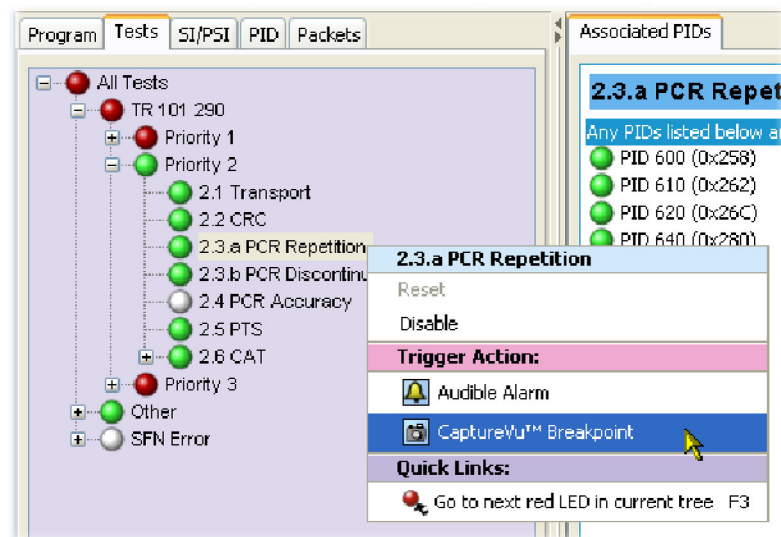 Program Tests SI/PSI PID Packets
Associated PIDs
All Tests
TR 101 290
Priority 1
Priority 2
2.1 Transport
2.2 CRC
2.3.a PCR Repetition
2.3.b PCR Discontinu
2.4 PCR Accuracy
2.5 PTS
2.6 CAT
Priority 3
Other
SFN Error
2.3.a PCR Repet
Any PIDs listed below a
PID 600 (0x258)
PID 610 (0x262)
PID 620 (0x26C)
PID 640 (0x280)
2.3.a PCR Repetition
Reset
Disable
Trigger Action:
Audible Alarm
CaptureVu™ Breakpoint
Quick Links:
Go to next red LED in current tree F3